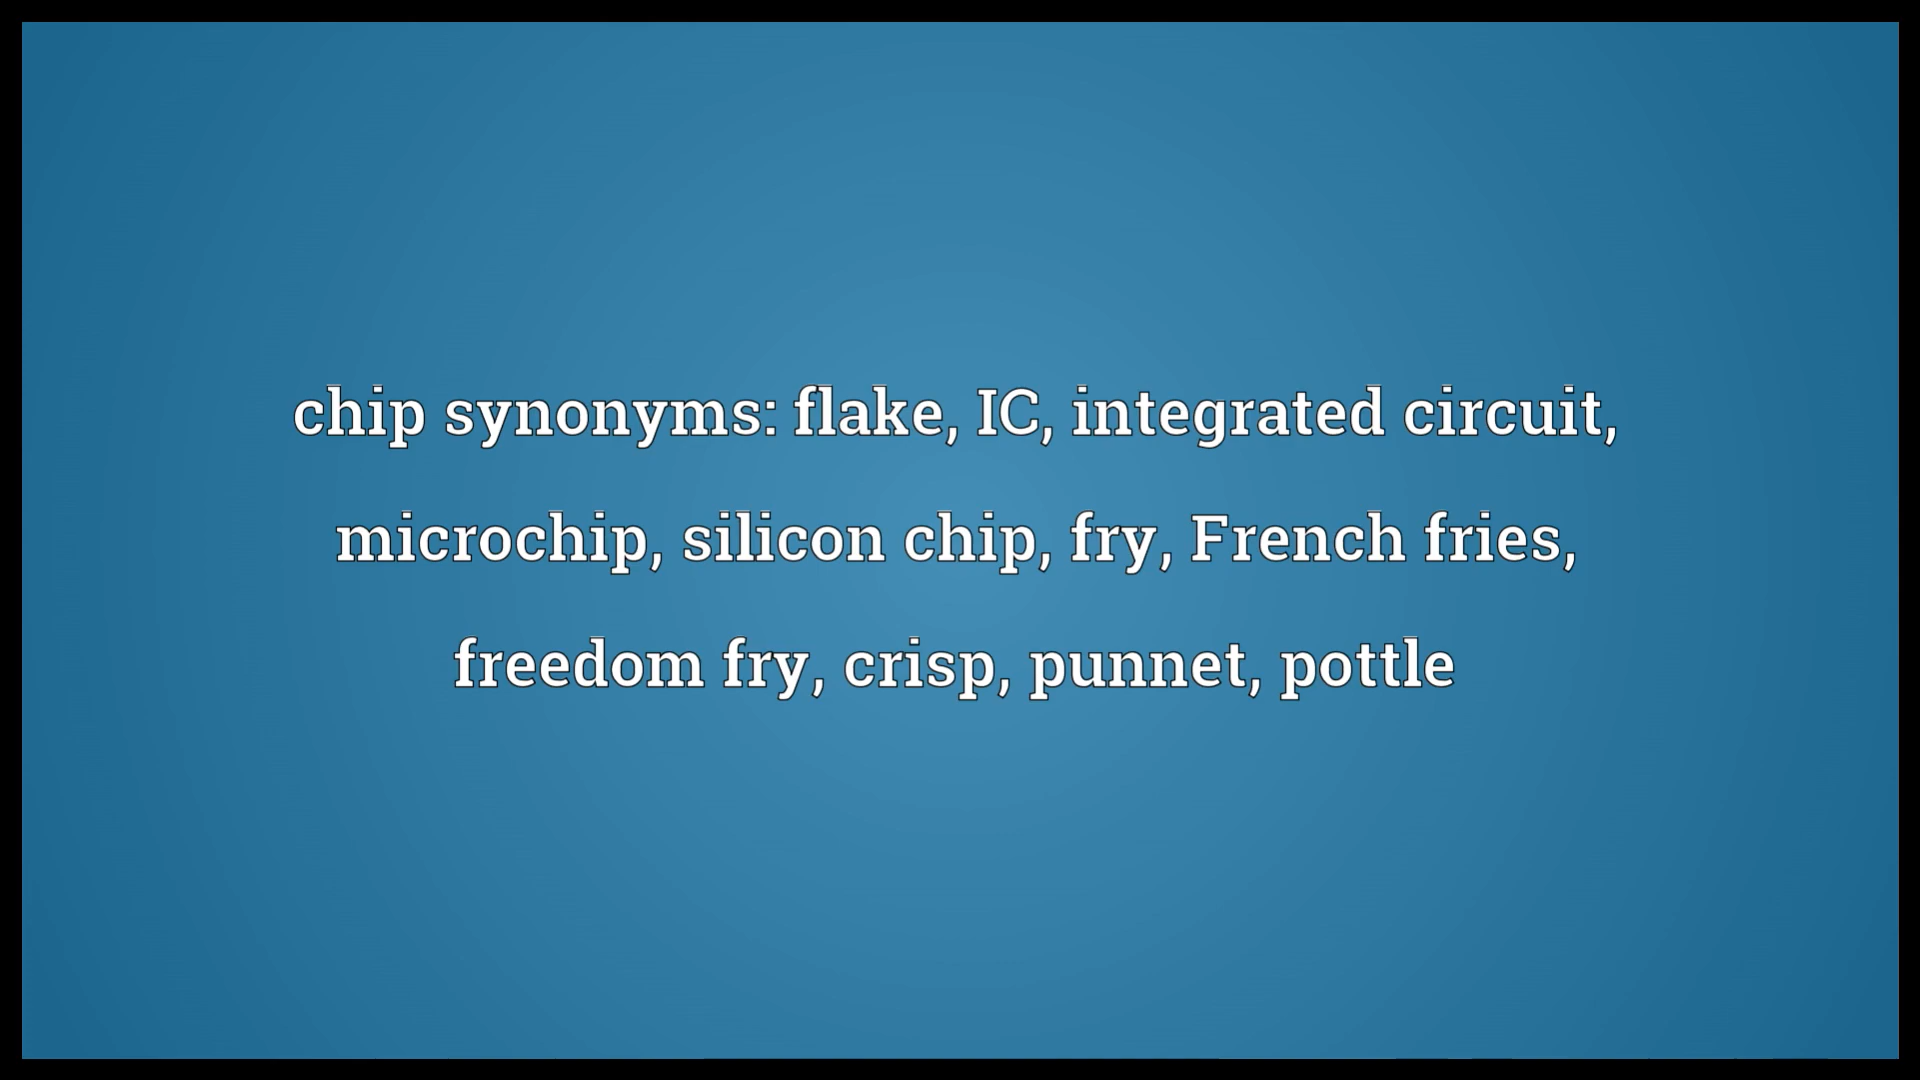 chip synonyms: flake, IC, integrated circuit,
microchip, silicon chip, fry, French fries,
freedom fry, crisp, punnet, pottle